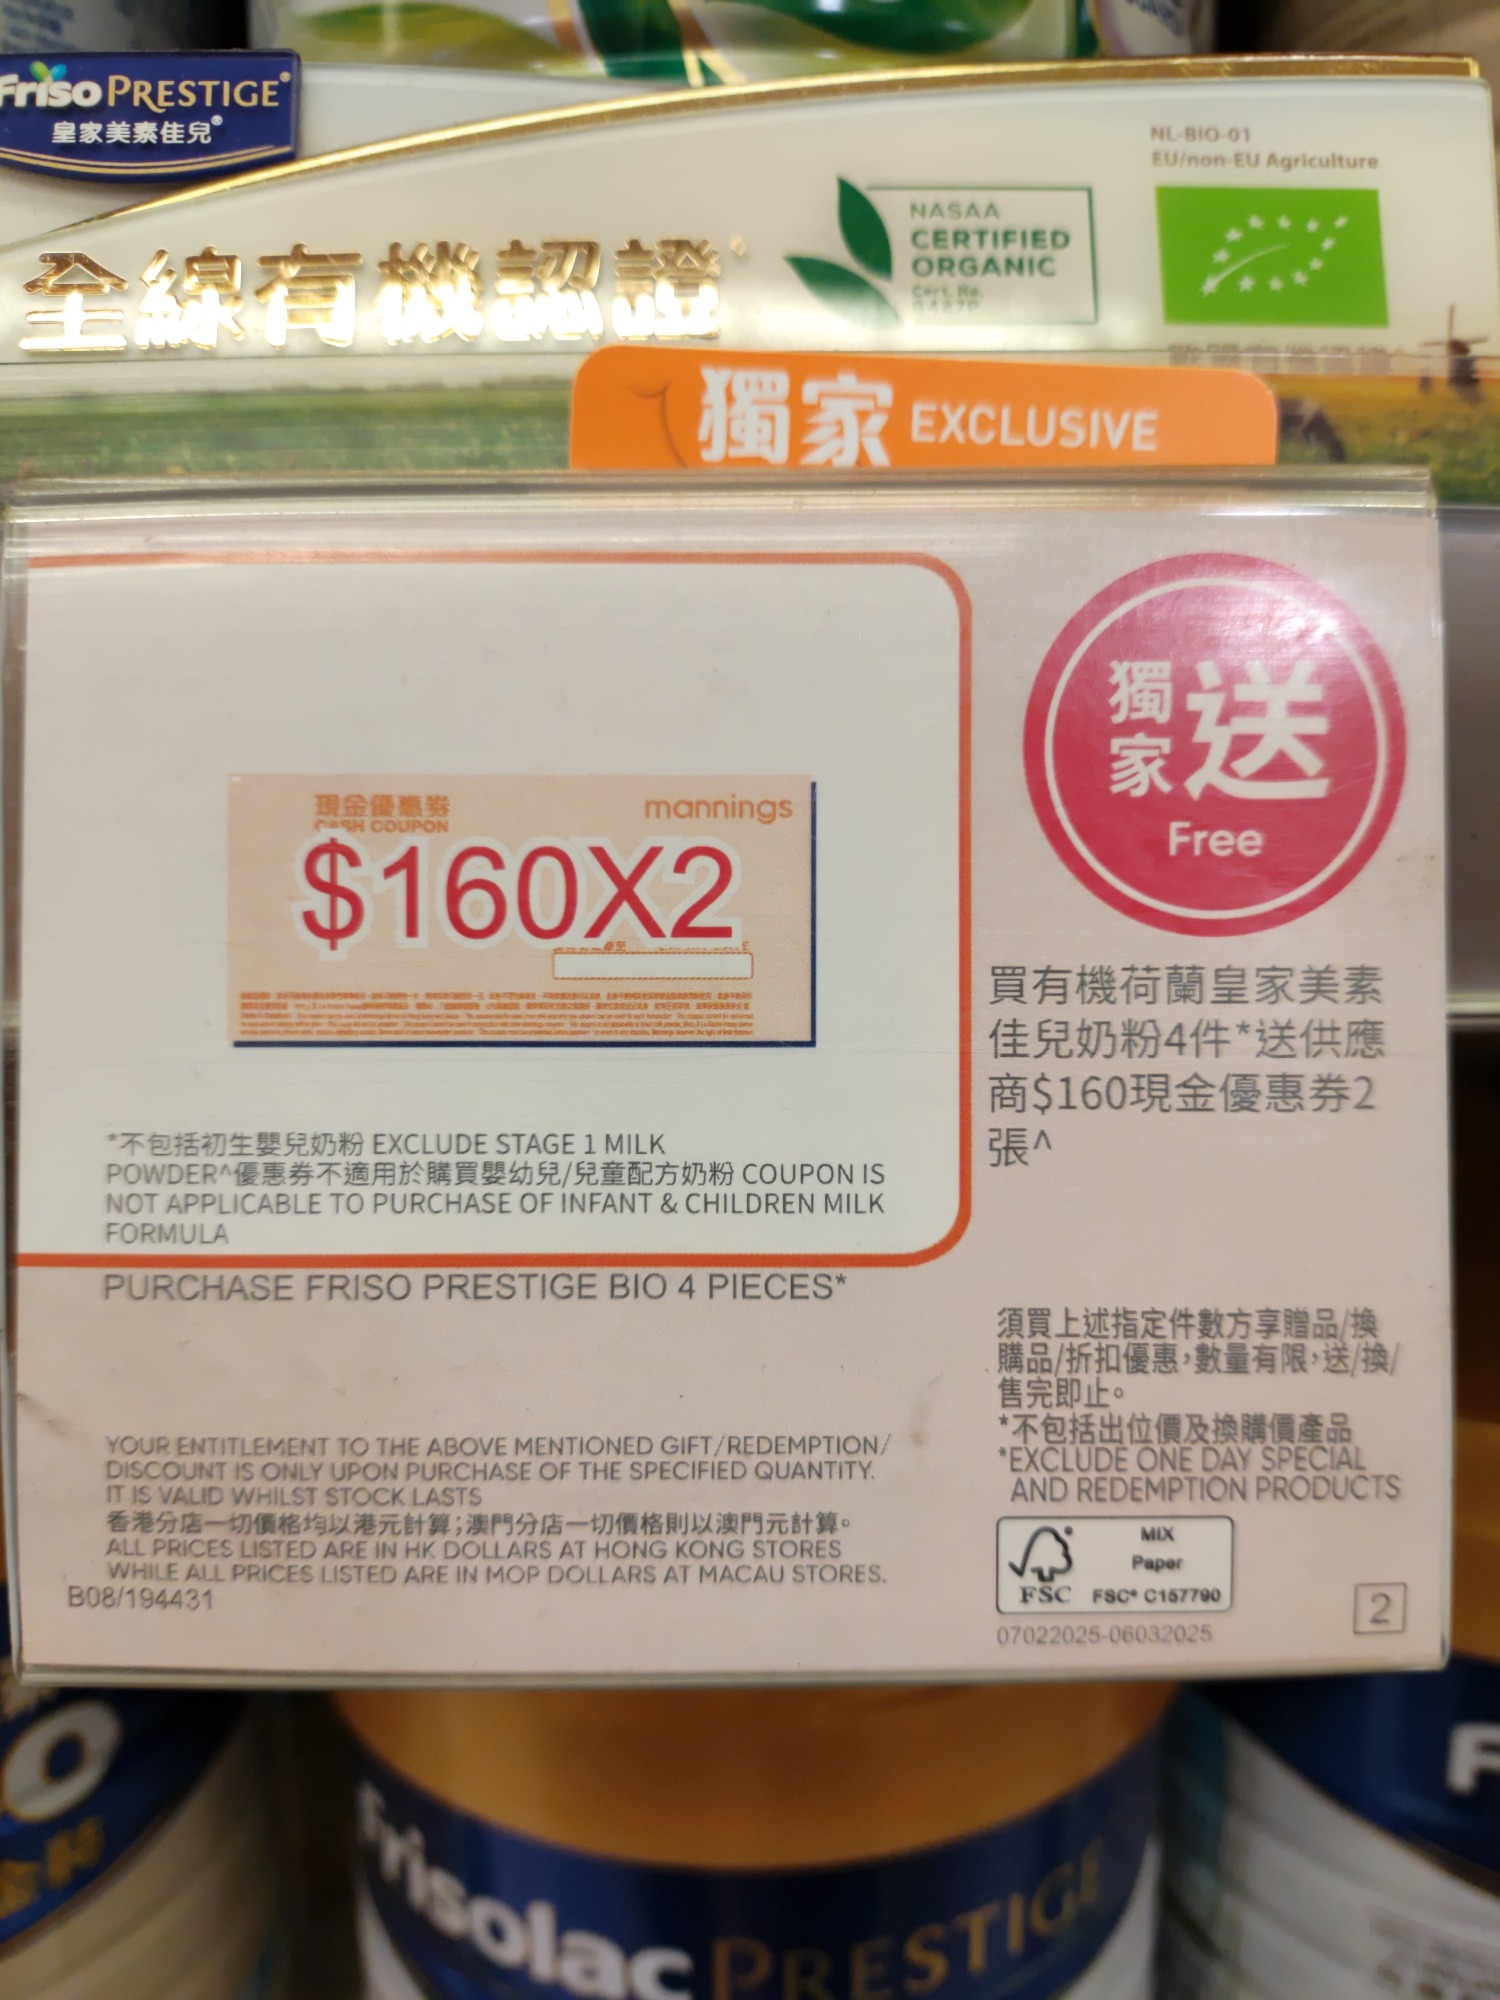 Friso PRESTIGE®
皇家美素佳兒®
NL-BIO-01
EU/non-EU Agriculture
NASAA
CERTIFIED
ORGANIC
Cert. No.
全線有機認證
獨家 EXCLUSIVE
獨家 送
Free
現金優惠券
CASH COUPON
mannings
$160X2
買有機荷蘭皇家美素
佳兒奶粉4件*送供應
商$160現金優惠券2
張^
*不包括初生嬰兒奶粉 EXCLUDE STAGE 1 MILK
POWDER^優惠券不適用於購買嬰幼兒/兒童配方奶粉 COUPON IS
NOT APPLICABLE TO PURCHASE OF INFANT & CHILDREN MILK
FORMULA
PURCHASE FRISO PRESTIGE BIO 4 PIECES*
須買上述指定件數方享贈品/換
購品/折扣優惠，數量有限，送/換/
售完即止。
*不包括出位價及換購價產品
*EXCLUDE ONE DAY SPECIAL
AND REDEMPTION PRODUCTS
YOUR ENTITLEMENT TO THE ABOVE MENTIONED GIFT/REDEMPTION/
DISCOUNT IS ONLY UPON PURCHASE OF THE SPECIFIED QUANTITY.
IT IS VALID WHILST STOCK LASTS
香港分店一切價格均以港元計算；澳門分店一切價格則以澳門元計算。
ALL PRICES LISTED ARE IN HK DOLLARS AT HONG KONG STORES
WHILE ALL PRICES LISTED ARE IN MOP DOLLARS AT MACAU STORES.
B08/194431
FSC
MIX
Paper
FSC® C157790
07022025-06032025
2
Frisolac PRESTIGE